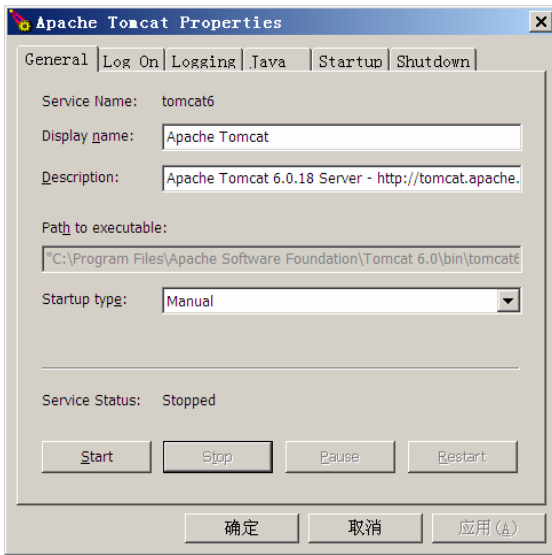 Apache Tomcat Properties
General Log On Logging Java Startup Shutdown
Service Name: tomcat6
Display name: Apache Tomcat
Description: Apache Tomcat 6.0.18 Server - http://tomcat.apache.
Path to executable:
"C:\Program Files\Apache Software Foundation\Tomcat 6.0\bin\tomcat6
Startup type: Manual
Service Status: Stopped
Start Stop Pause Restart
确定 取消 应用(A)